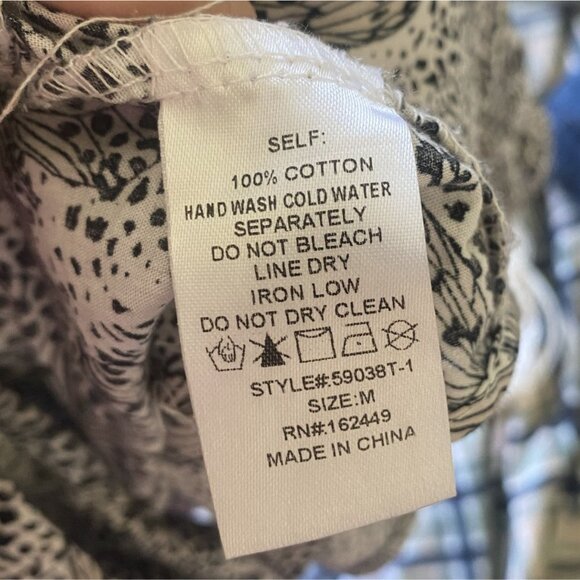 SELF:
100% COTTON
HAND WASH COLD WATER
SEPARATELY
DO NOT BLEACH
LINE DRY
IRON LOW
DO NOT DRY CLEAN
STYLE#:59038T-1
SIZE:M
RN#:162449
MADE IN CHINA